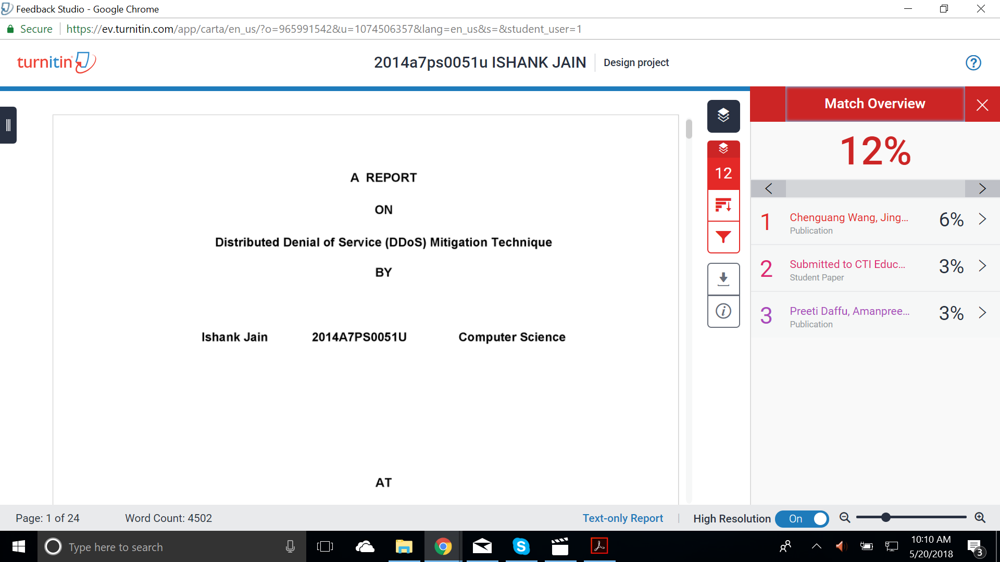 Feedback Studio - Google Chrome
Secure https://ev.turnitin.com/app/carta/en_us/?o=965991542&u=1074506357&lang=en_us&s=&student_user=1
turnitin
2014a7ps0051u ISHANK JAIN Design project
?
Match Overview
12%
A REPORT
ON
Distributed Denial of Service (DDoS) Mitigation Technique
BY
Ishank Jain 2014A7PS0051U Computer Science
AT
12
1 Chenguang Wang, Jing... 6%
Publication
2 Submitted to CTI Educ... 3%
Student Paper
3 Preeti Daffu, Amanpree... 3%
Publication
Page: 1 of 24 Word Count: 4502 Text-only Report High Resolution On
Type here to search
10:10 AM
5/20/2018
3